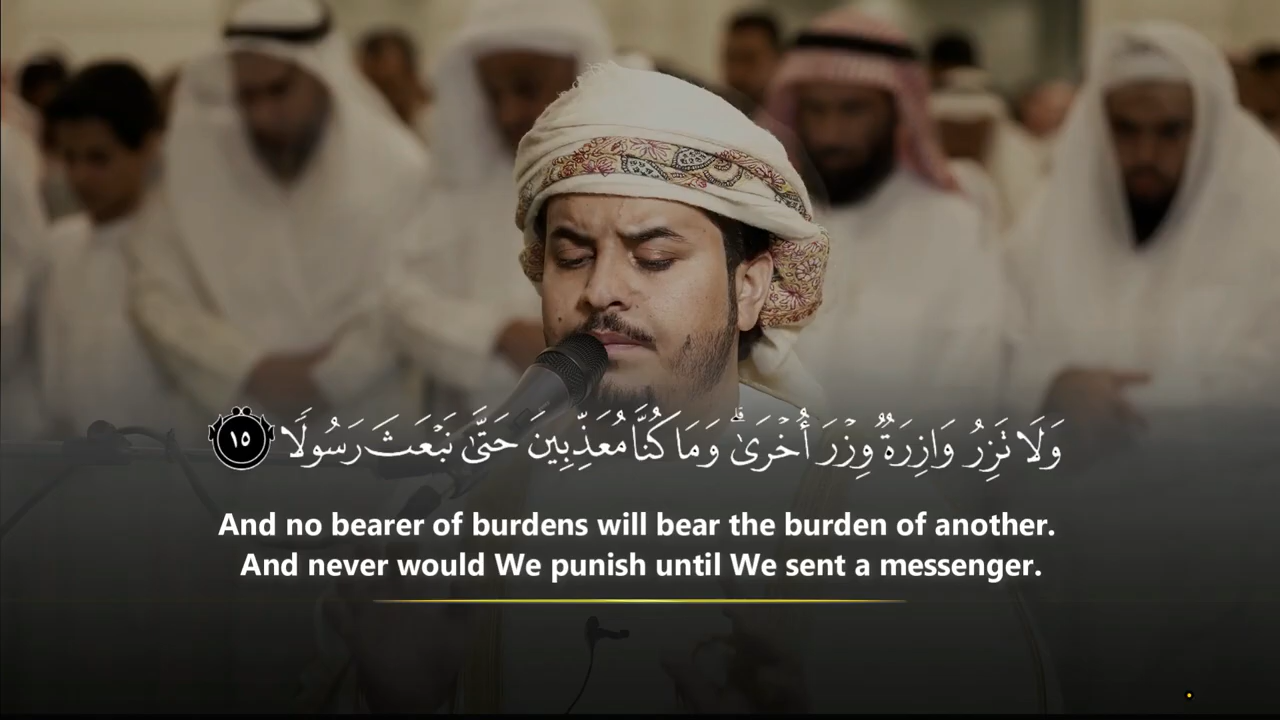 وَلَا تَزِرُ وَازِرَةٌ وِزْرَ أُخْرَىٰ ۗ وَمَا كُنَّا مُعَذِّبِينَ حَتَّىٰ نَبْعَثَ رَسُولًا ١٥
And no bearer of burdens will bear the burden of another.
And never would We punish until We sent a messenger.